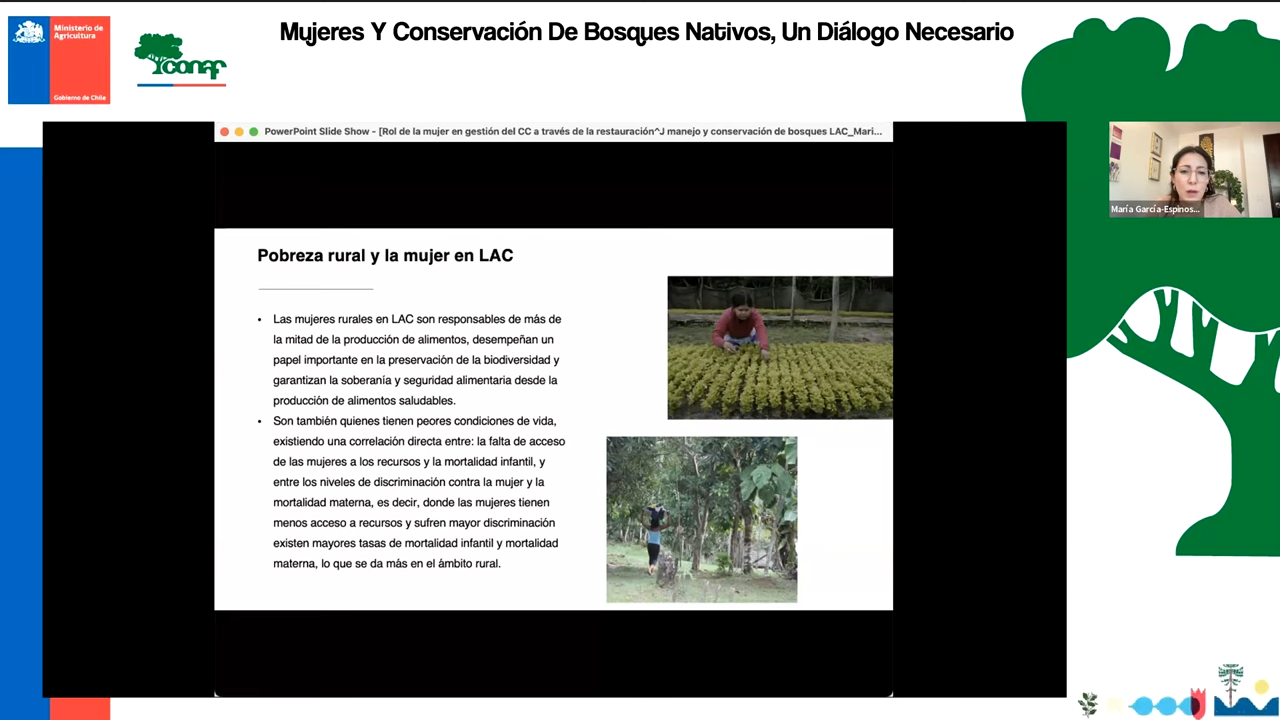 Mujeres Y Conservación De Bosques Nativos, Un Diálogo Necesario
Ministerio de
Agricultura
Gobierno de Chile
conaf
PowerPoint Slide Show - [Rol de la mujer en gestión del CC a través de la restauración^J manejo y conservación de bosques LAC_Mari...
María García-Espinos...
Pobreza rural y la mujer en LAC
• Las mujeres rurales en LAC son responsables de más de
la mitad de la producción de alimentos, desempeñan un
papel importante en la preservación de la biodiversidad y
garantizan la soberanía y seguridad alimentaria desde la
producción de alimentos saludables.
• Son también quienes tienen peores condiciones de vida,
existiendo una correlación directa entre: la falta de acceso
de las mujeres a los recursos y la mortalidad infantil, y
entre los niveles de discriminación contra la mujer y la
mortalidad materna, es decir, donde las mujeres tienen
menos acceso a recursos y sufren mayor discriminación
existen mayores tasas de mortalidad infantil y mortalidad
materna, lo que se da más en el ámbito rural.